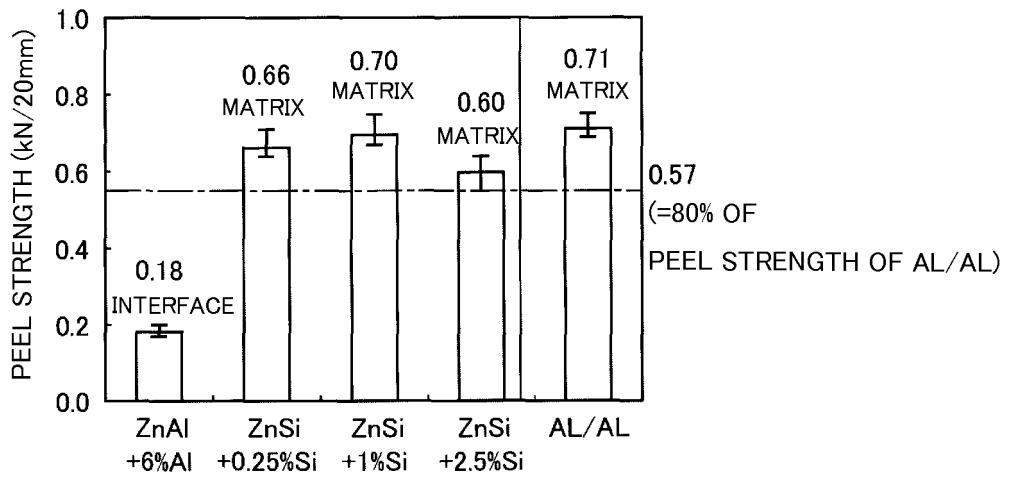 PEEL STRENGTH (kN/20mm)
1.0
0.8
0.6
0.4
0.2
0.0
0.18
INTERFACE
0.66
MATRIX
0.70
MATRIX
0.60
MATRIX
0.71
MATRIX
0.57
(=80% OF
PEEL STRENGTH OF AL/AL)
ZnAl
+6%Al
ZnSi
+0.25%Si
ZnSi
+1%Si
ZnSi
+2.5%Si
AL/AL